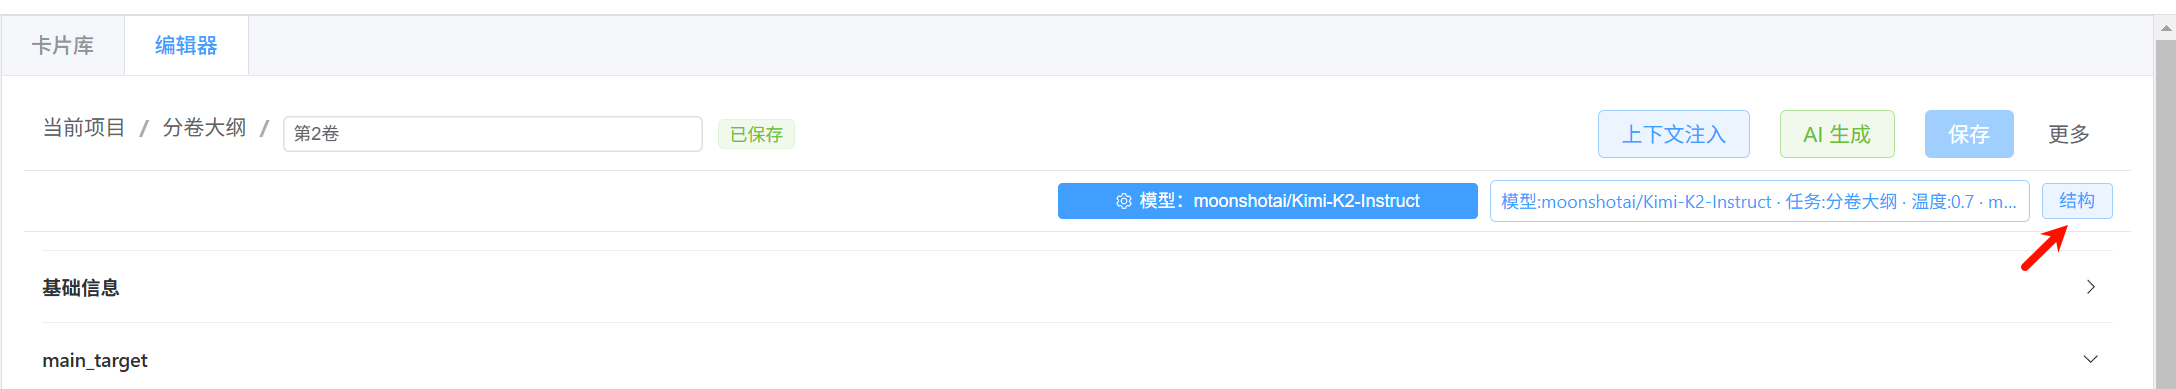 卡片库 编辑器
当前项目 / 分卷大纲 / 第2卷 已保存 上下文注入 AI 生成 保存 更多
模型：moonshotai/Kimi-K2-Instruct 模型:moonshotai/Kimi-K2-Instruct · 任务:分卷大纲 · 温度:0.7 · m... 结构
基础信息
main_target